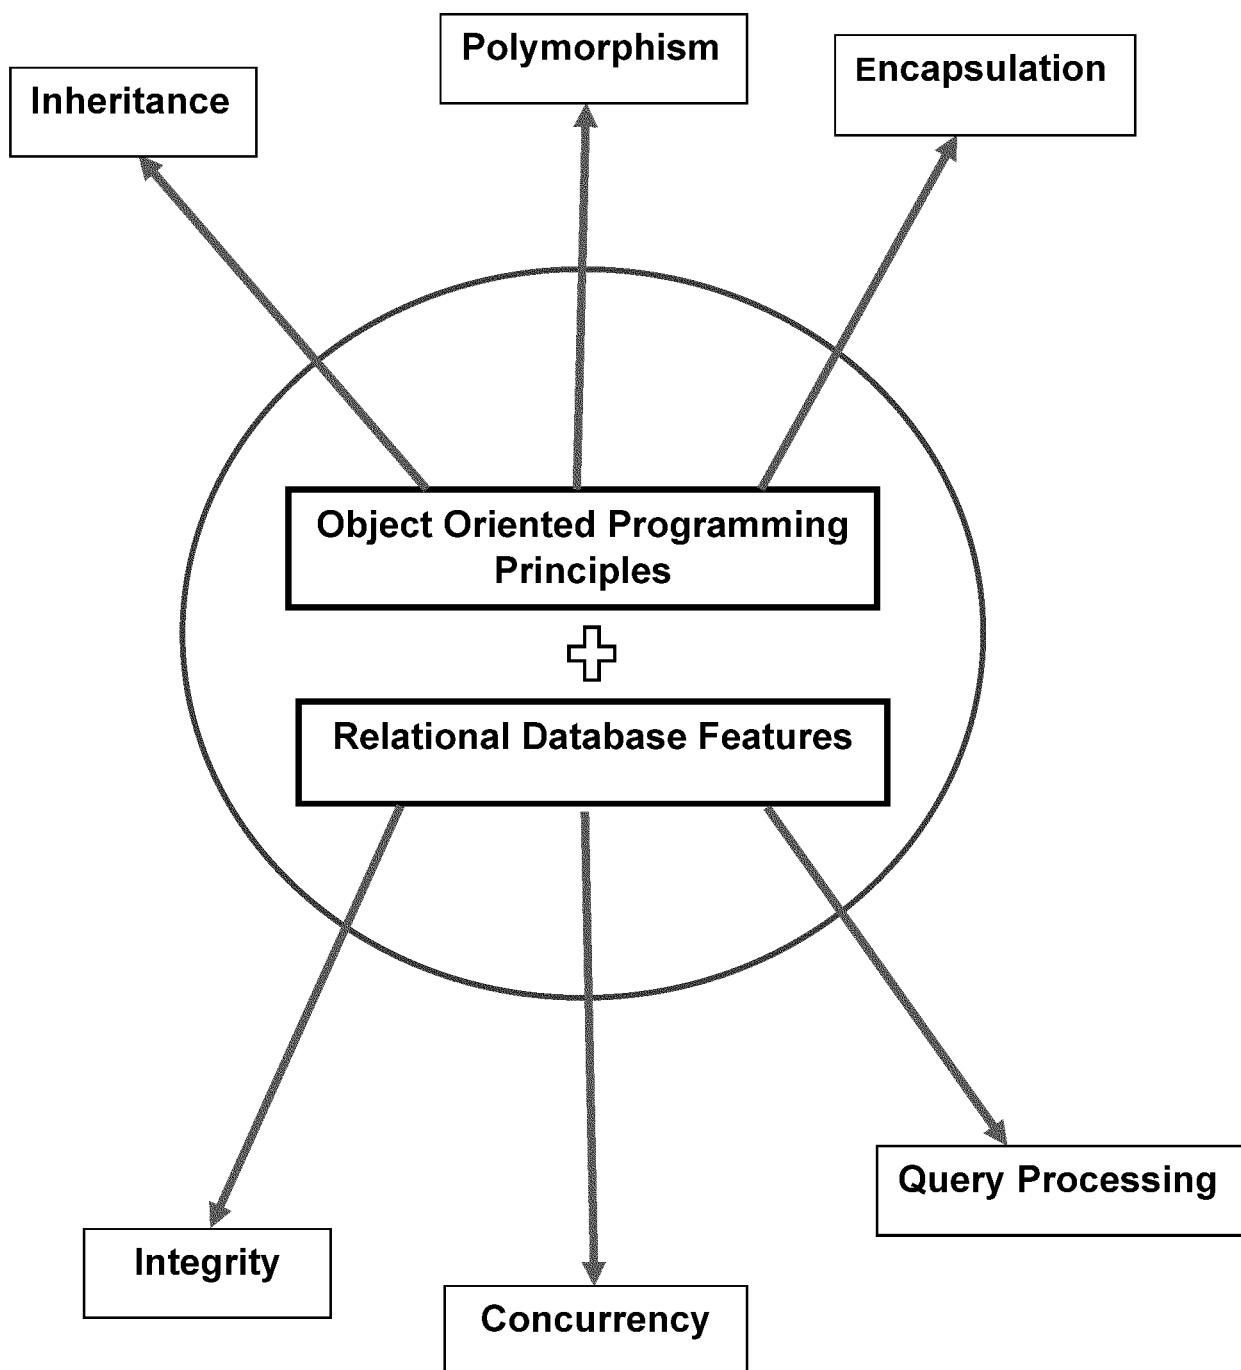 Polymorphism
Encapsulation
Inheritance
Object Oriented Programming
Principles
Relational Database Features
Query Processing
Integrity
Concurrency